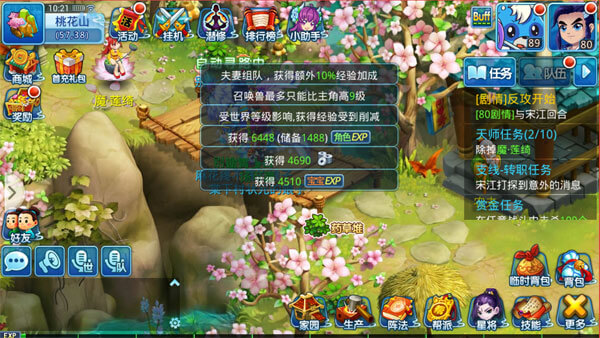 10:21
桃花山
(57,38)
活动
挂机
潜修
排行榜
小助手
Buff
89
90
商城
首充礼包
奖励
魔·莲绮
自动寻路中
夫妻组队，获得额外10%经验加成
召唤兽最多只能比主角高9级
受世界等级影响,获得经验受到削减
获得 6448 (储备1488) 角色EXP
获得 4690
获得 4510 宝宝EXP
任务
队伍
[剧情]反攻开始
[80剧情]与宋江回合
天师任务(2/10)
除掉魔·莲绮
支线-转职任务
宋江打探到意外的消息
赏金任务
药草堆
好友
世
队
临时背包
背包
家园
生产
阵法
帮派
星将
技能
更多
EXP